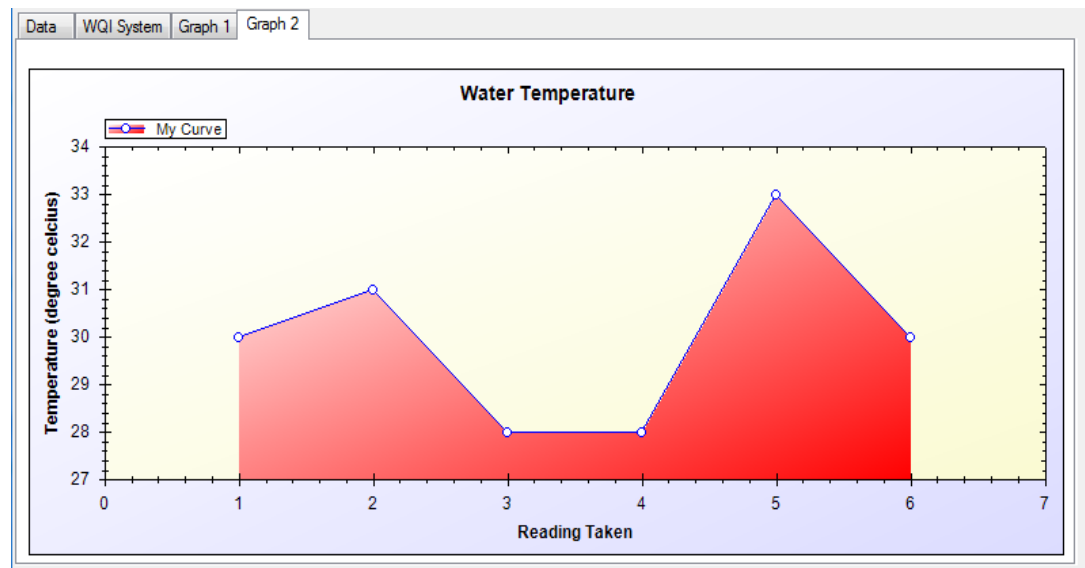 Data WQI System Graph 1 Graph 2
Water Temperature
My Curve
34
33
32
31
30
29
28
27
Temperature (degree celcius)
0 1 2 3 4 5 6 7
Reading Taken